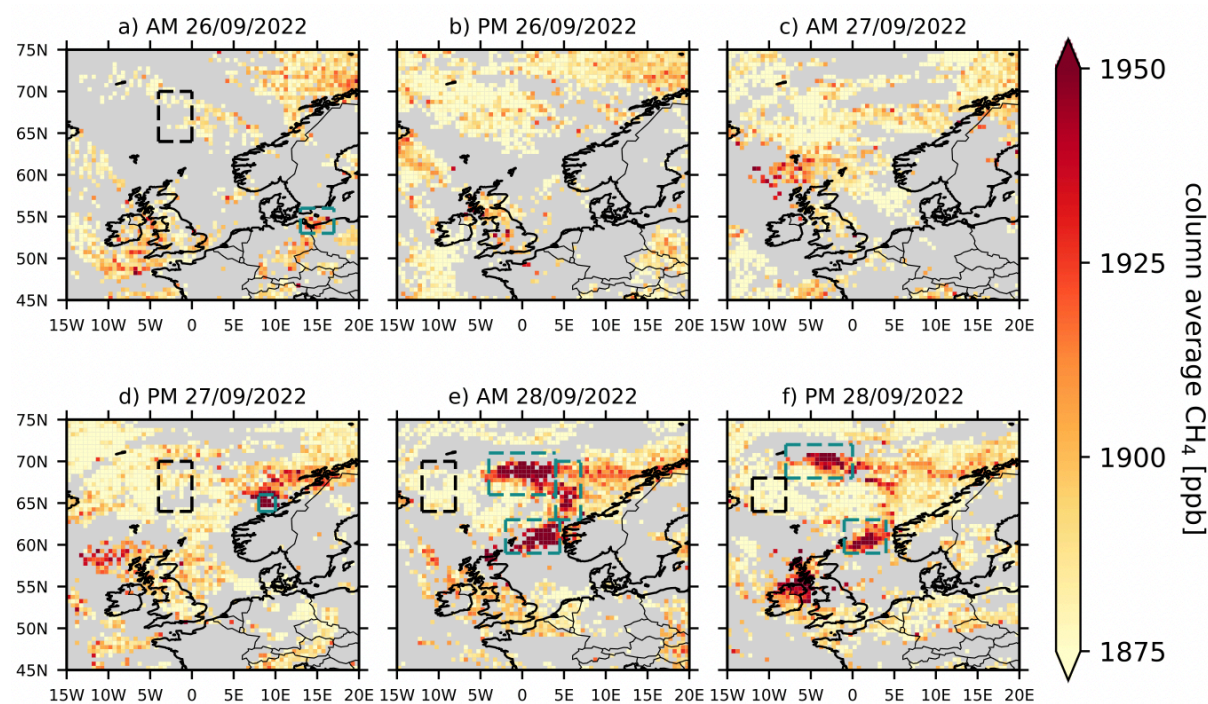 a) AM 26/09/2022
b) PM 26/09/2022
c) AM 27/09/2022
75N
70N
65N
60N
55N
50N
45N
15W 10W 5W 0 5E 10E 15E 20E
15W 10W 5W 0 5E 10E 15E 20E
15W 10W 5W 0 5E 10E 15E 20E
d) PM 27/09/2022
e) AM 28/09/2022
f) PM 28/09/2022
75N
70N
65N
60N
55N
50N
45N
15W 10W 5W 0 5E 10E 15E 20E
15W 10W 5W 0 5E 10E 15E 20E
15W 10W 5W 0 5E 10E 15E 20E
1950
1925
1900
1875
column average CH₄ [ppb]